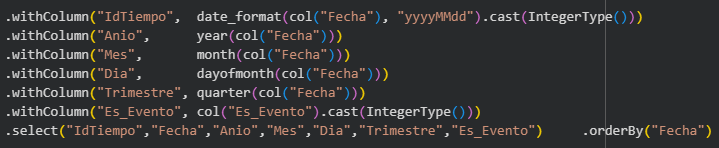 .withColumn("IdTiempo",  date_format(col("Fecha"), "yyyyMMdd").cast(IntegerType()))
.withColumn("Anio",      year(col("Fecha")))
.withColumn("Mes",       month(col("Fecha")))
.withColumn("Dia",       dayofmonth(col("Fecha")))
.withColumn("Trimestre", quarter(col("Fecha")))
.withColumn("Es_Evento", col("Es_Evento").cast(IntegerType()))
.select("IdTiempo","Fecha","Anio","Mes","Dia","Trimestre","Es_Evento")     .orderBy("Fecha")